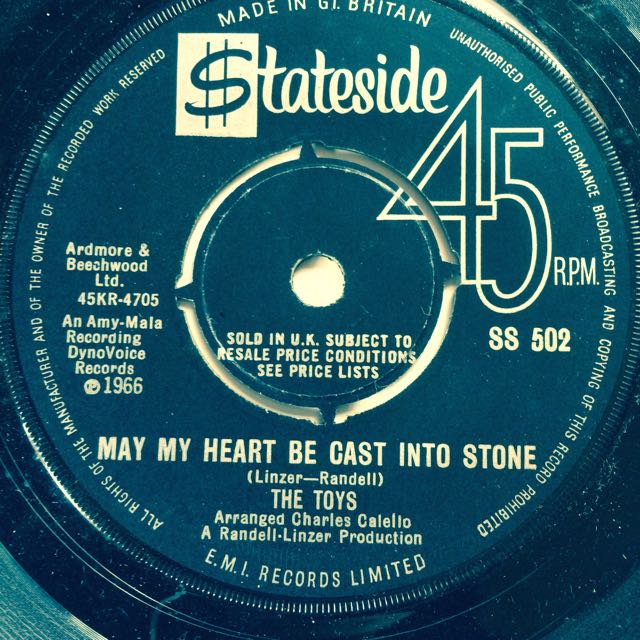 MADE IN GT. BRITAIN
$tateside
45
R.P.M.
SS 502
Ardmore &
Beechwood
Ltd.
45KR-4705
An Amy-Mala
Recording
DynoVoice
Records
Ⓟ 1966
SOLD IN U.K. SUBJECT TO
RESALE PRICE CONDITIONS,
SEE PRICE LISTS
MAY MY HEART BE CAST INTO STONE
(Linzer—Randell)
THE TOYS
Arranged Charles Calello
A Randell-Linzer Production
E.M.I. RECORDS LIMITED
ALL RIGHTS OF THE MANUFACTURER AND OF THE OWNER OF THE RECORDED WORK RESERVED
UNAUTHORISED PUBLIC PERFORMANCE BROADCASTING AND COPYING OF THIS RECORD PROHIBITED